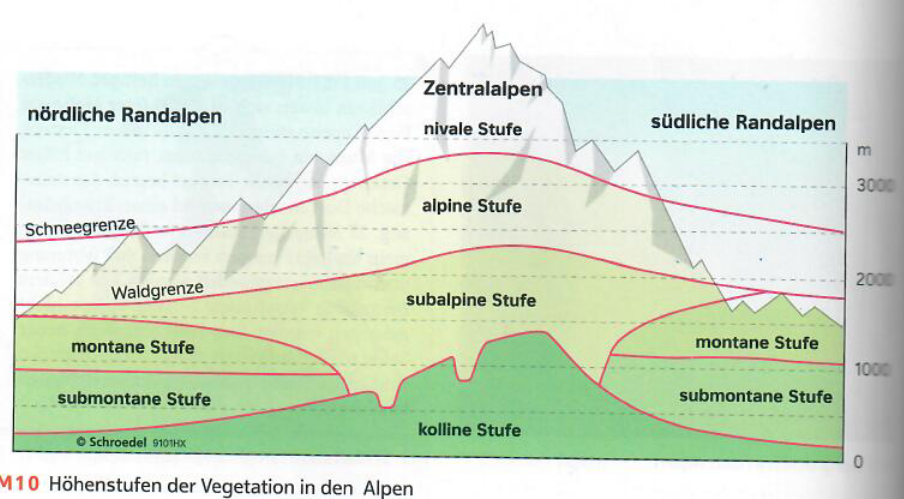 Zentralalpen
nördliche Randalpen
nivale Stufe
südliche Randalpen
m
3000
alpine Stufe
Schneegrenze
2000
Waldgrenze
subalpine Stufe
montane Stufe
montane Stufe
1000
submontane Stufe
submontane Stufe
kolline Stufe
© Schroedel 9101HX
0
M10 Höhenstufen der Vegetation in den Alpen